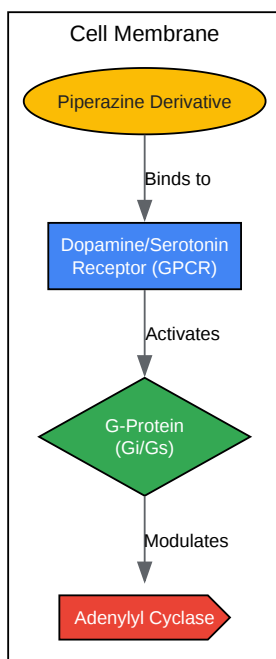 Cell Membrane
Piperazine Derivative
Binds to
Dopamine/Serotonin
Receptor (GPCR)
Activates
G-Protein
(Gi/Gs)
Modulates
Adenylyl Cyclase